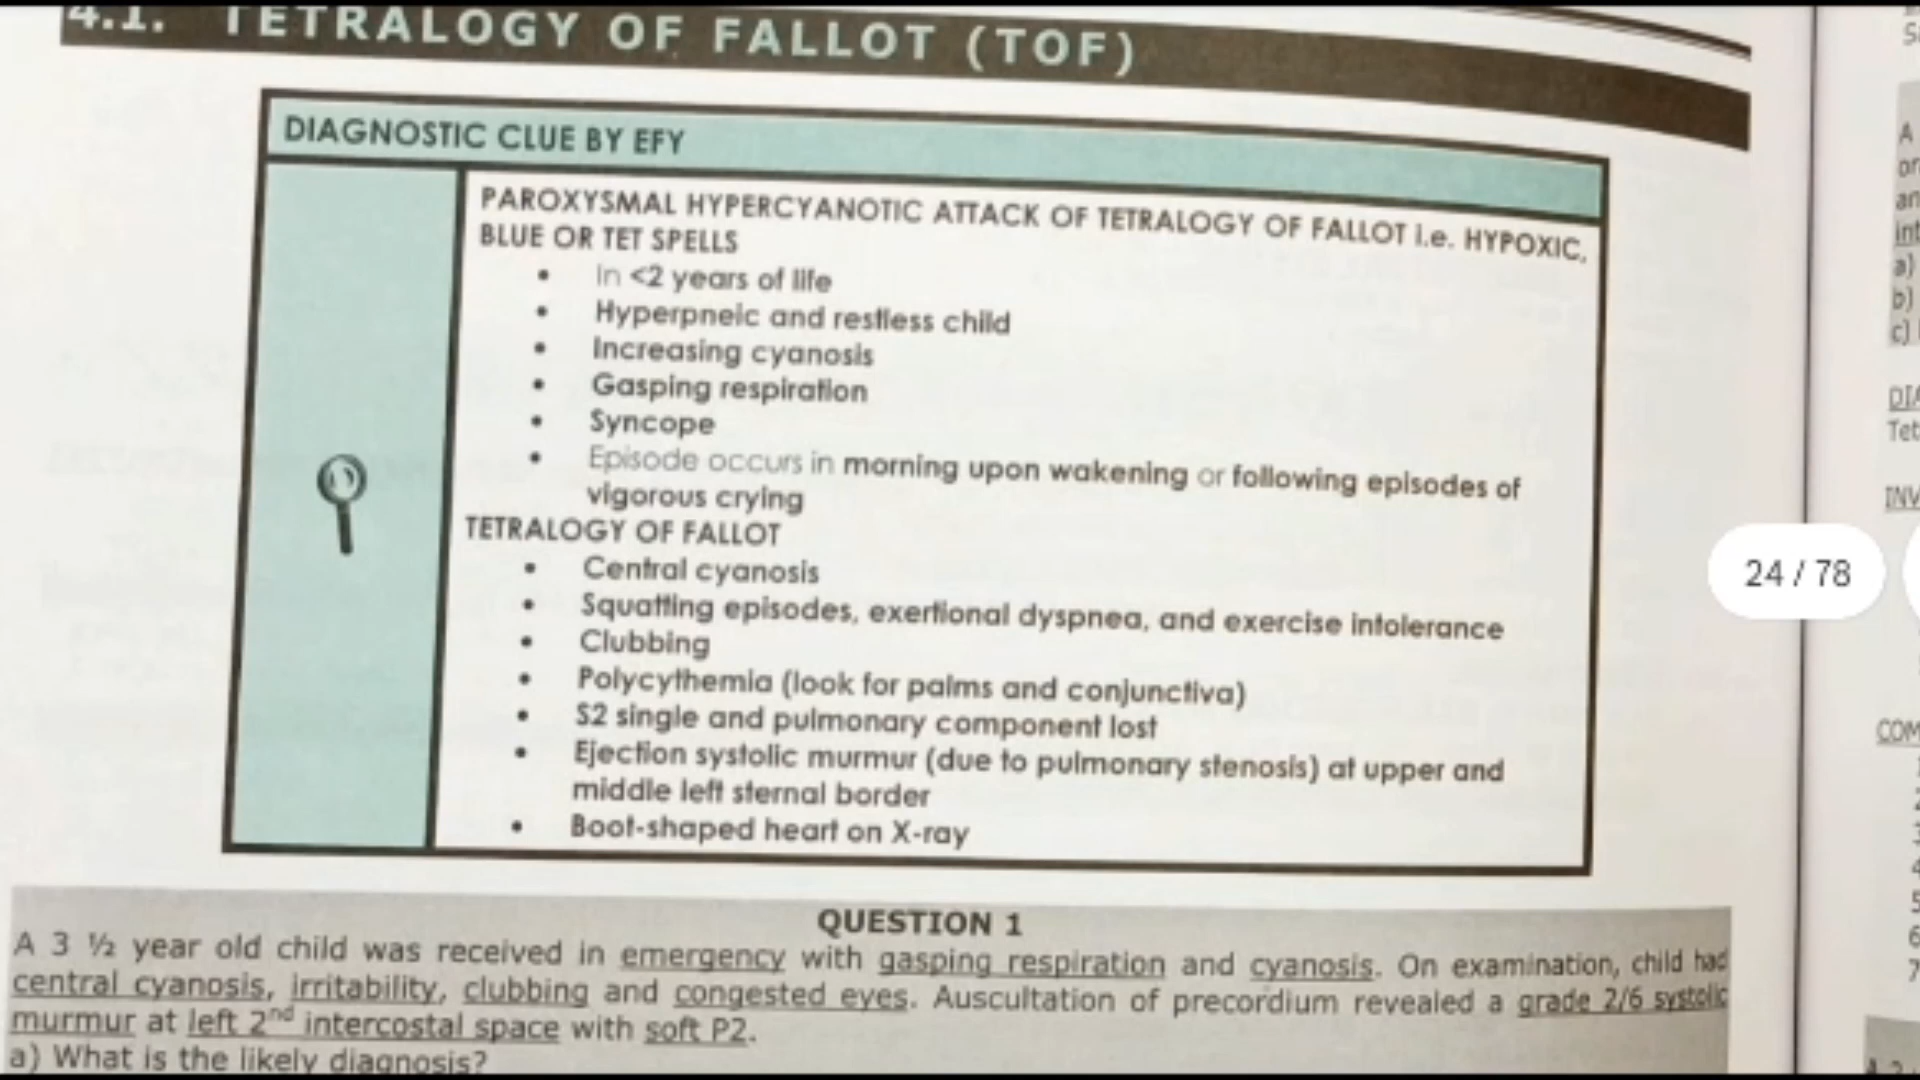 4.1. TETRALOGY OF FALLOT (TOF)
DIAGNOSTIC CLUE BY EFY
PAROXYSMAL HYPERCYANOTIC ATTACK OF TETRALOGY OF FALLOT i.e. HYPOXIC,
BLUE OR TET SPELLS
• In <2 years of life
• Hyperpneic and restless child
• Increasing cyanosis
• Gasping respiration
• Syncope
• Episode occurs in morning upon wakening or following episodes of
vigorous crying
TETRALOGY OF FALLOT
• Central cyanosis
• Squatting episodes, exertional dyspnea, and exercise intolerance
• Clubbing
• Polycythemia (look for palms and conjunctiva)
• S2 single and pulmonary component lost
• Ejection systolic murmur (due to pulmonary stenosis) at upper and
middle left sternal border
• Boot-shaped heart on X-ray
24 / 78
QUESTION 1
A 3 ½ year old child was received in emergency with gasping respiration and cyanosis. On examination, child had
central cyanosis, irritability, clubbing and congested eyes. Auscultation of precordium revealed a grade 2/6 systolic
murmur at left 2nd intercostal space with soft P2.
a) What is the likely diagnosis?
A
a)
b)
c)